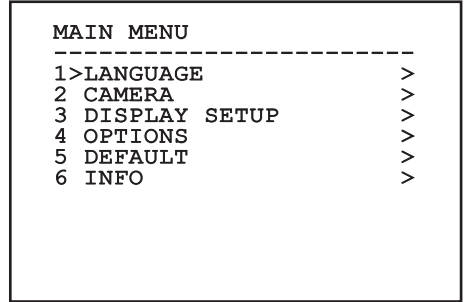 MAIN MENU
------------------------
1>LANGUAGE >
2 CAMERA >
3 DISPLAY SETUP >
4 OPTIONS >
5 DEFAULT >
6 INFO >